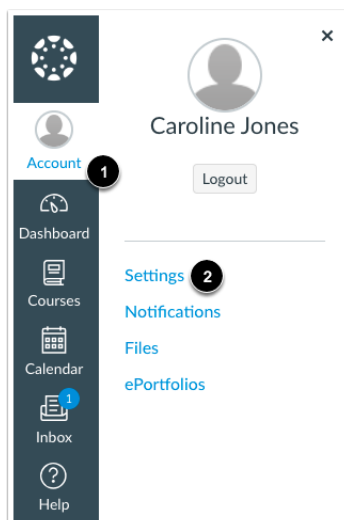 ×
Caroline Jones
Logout
Account
1
Dashboard
Courses
Calendar
1
Inbox
Help
Settings 2
Notifications
Files
ePortfolios